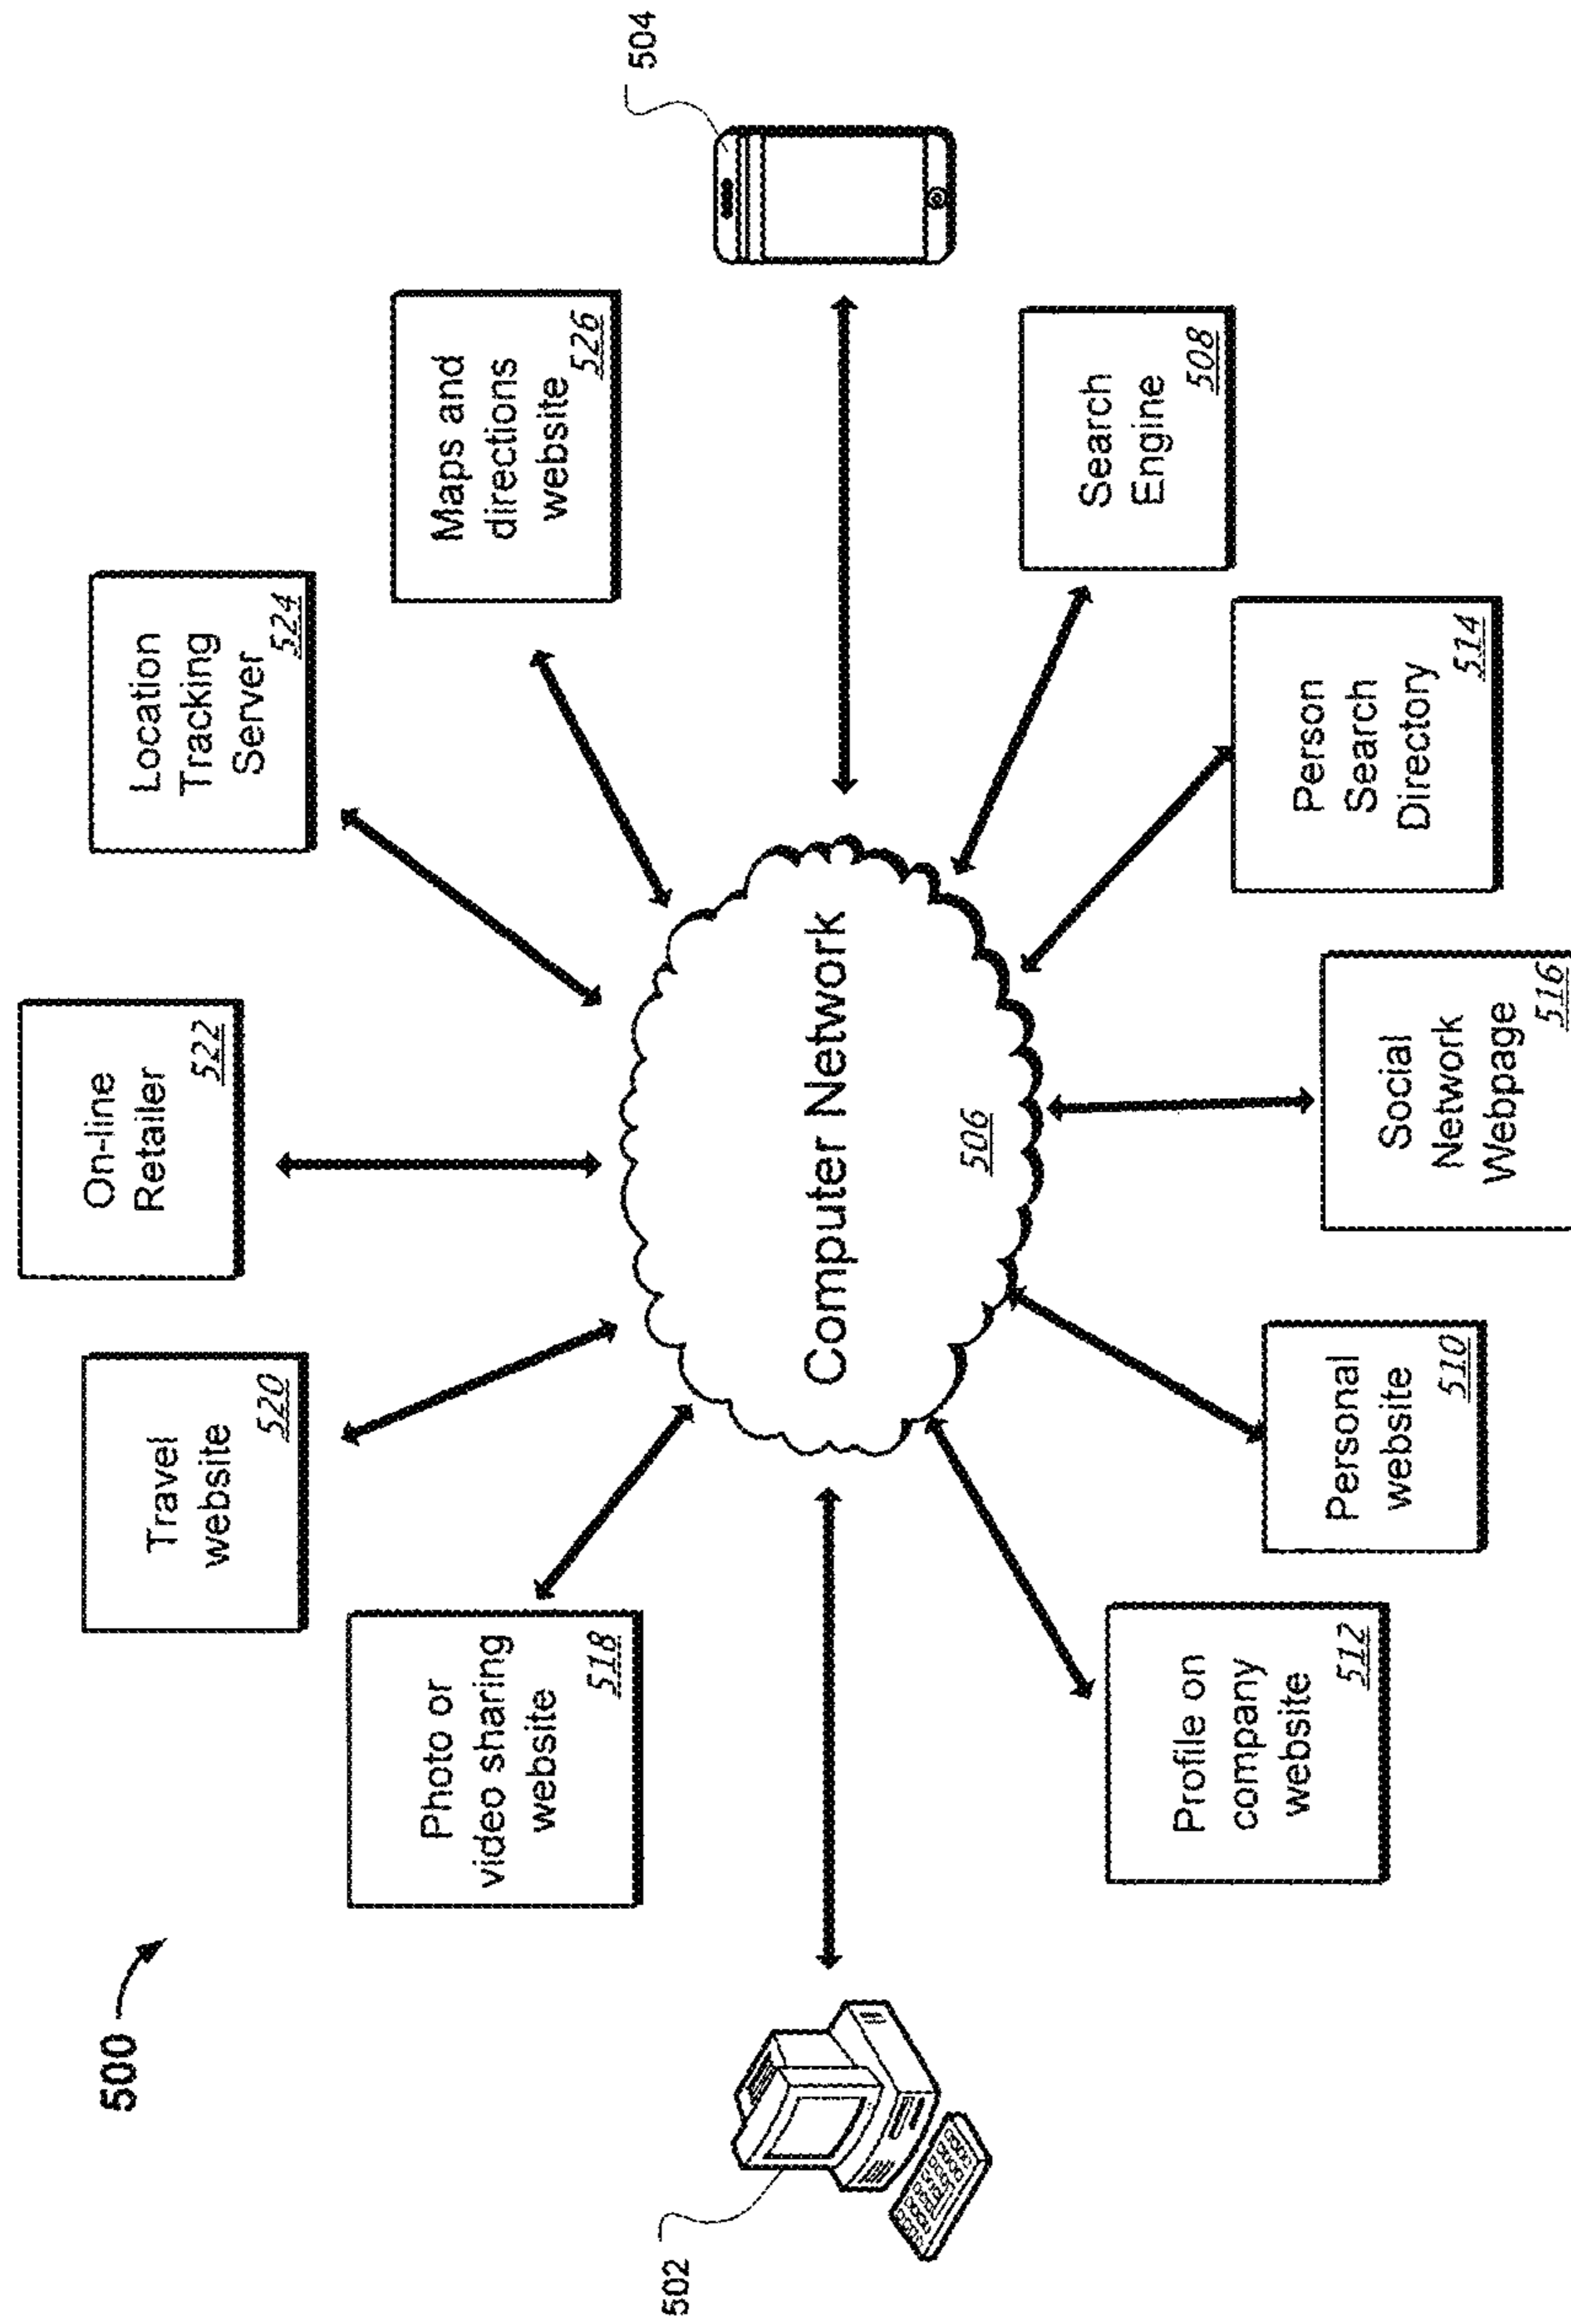 500
Travel
website
520
On-line
Retailer
522
Location
Tracking
Server
524
Photo or
video sharing
website
518
Maps and
directions
website
526
502
Computer Network
506
504
Profile on
company
website
512
Personal
website
510
Social
Network
Webpage
516
Person
Search
Directory
514
Search
Engine
508